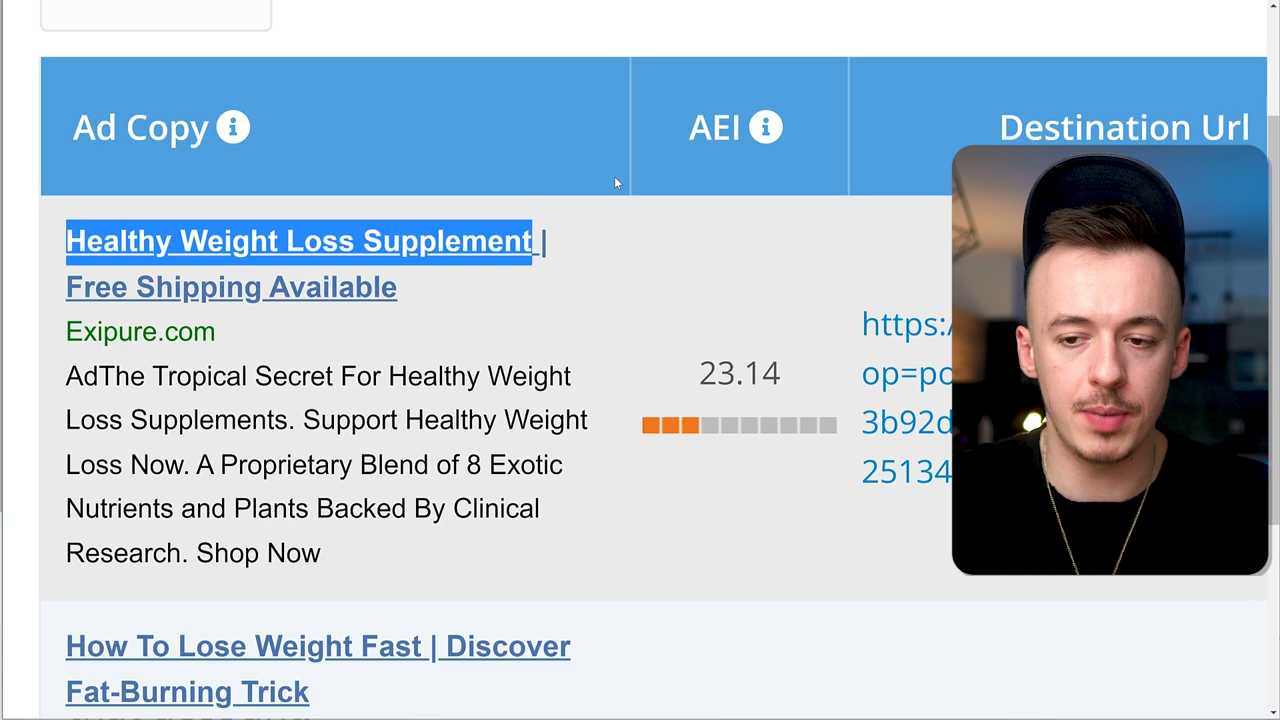 Ad Copy
AEI
Destination Url
Healthy Weight Loss Supplement |
Free Shipping Available
Exipure.com
AdThe Tropical Secret For Healthy Weight
Loss Supplements. Support Healthy Weight
Loss Now. A Proprietary Blend of 8 Exotic
Nutrients and Plants Backed By Clinical
Research. Shop Now
23.14
https:/
op=po
3b92d
25134
How To Lose Weight Fast | Discover
Fat-Burning Trick